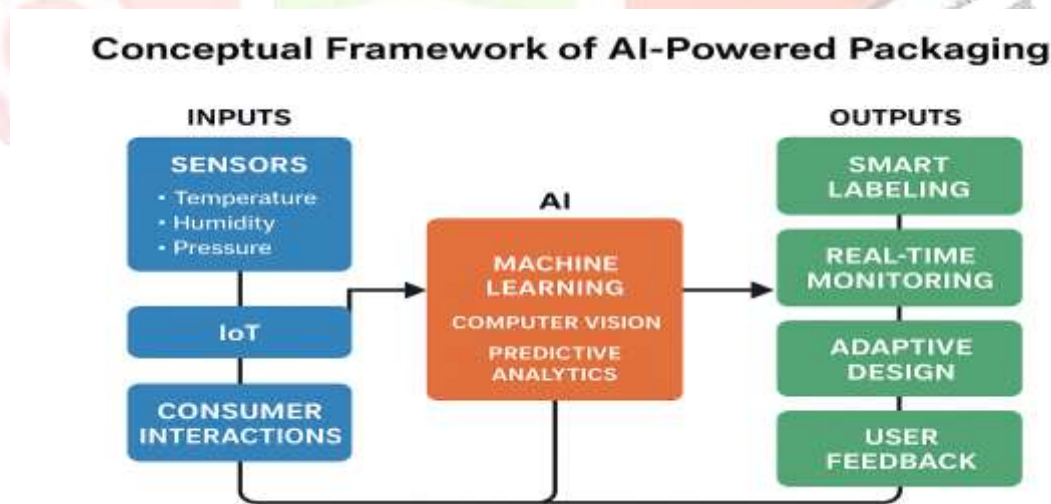 Conceptual Framework of AI-Powered Packaging
INPUTS
SENSORS
• Temperature
• Humidity
• Pressure
IoT
CONSUMER
INTERACTIONS
AI
MACHINE
LEARNING
COMPUTER VISION
PREDICTIVE
ANALYTICS
OUTPUTS
SMART
LABELING
REAL-TIME
MONITORING
ADAPTIVE
DESIGN
USER
FEEDBACK